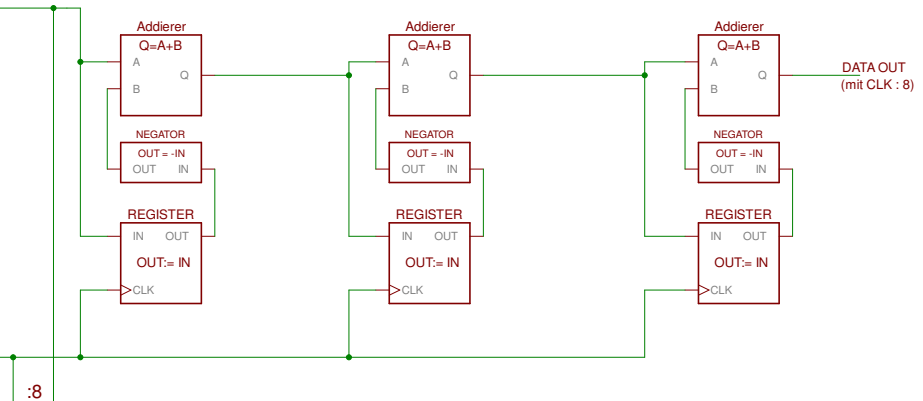 Addierer
Q=A+B
A
Q
B
NEGATOR
OUT = -IN
OUT IN
REGISTER
IN OUT
OUT:= IN
CLK
Addierer
Q=A+B
A
Q
B
NEGATOR
OUT = -IN
OUT IN
REGISTER
IN OUT
OUT:= IN
CLK
Addierer
Q=A+B
A
Q
B
NEGATOR
OUT = -IN
OUT IN
REGISTER
IN OUT
OUT:= IN
CLK
DATA OUT
(mit CLK : 8)
:8